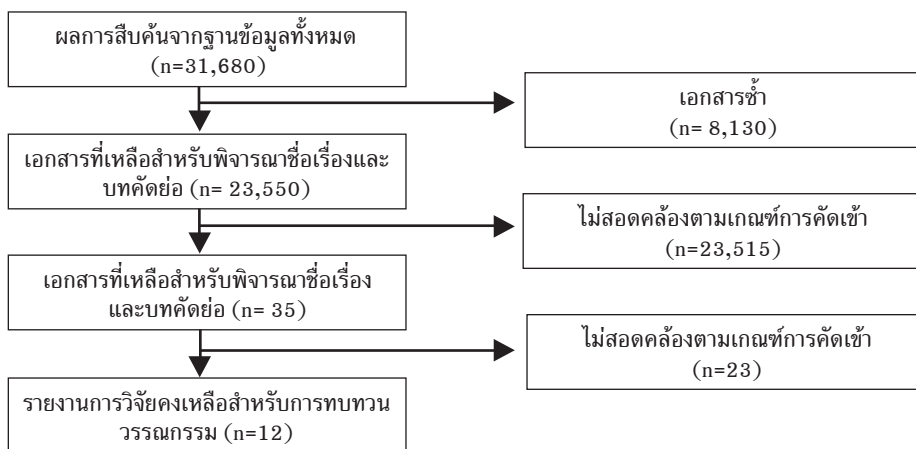 ผลการสืบค้นจากฐานข้อมูลทั้งหมด
(n=31,680)
เอกสารซ้ำ
(n= 8,130)
เอกสารที่เหลือสำหรับพิจารณาชื่อเรื่องและ
บทคัดย่อ (n= 23,550)
ไม่สอดคล้องตามเกณฑ์การคัดเข้า
(n=23,515)
เอกสารที่เหลือสำหรับพิจารณาชื่อเรื่อง
และบทคัดย่อ (n= 35)
ไม่สอดคล้องตามเกณฑ์การคัดเข้า
(n=23)
รายงานการวิจัยคงเหลือสำหรับการทบทวน
วรรณกรรม (n=12)